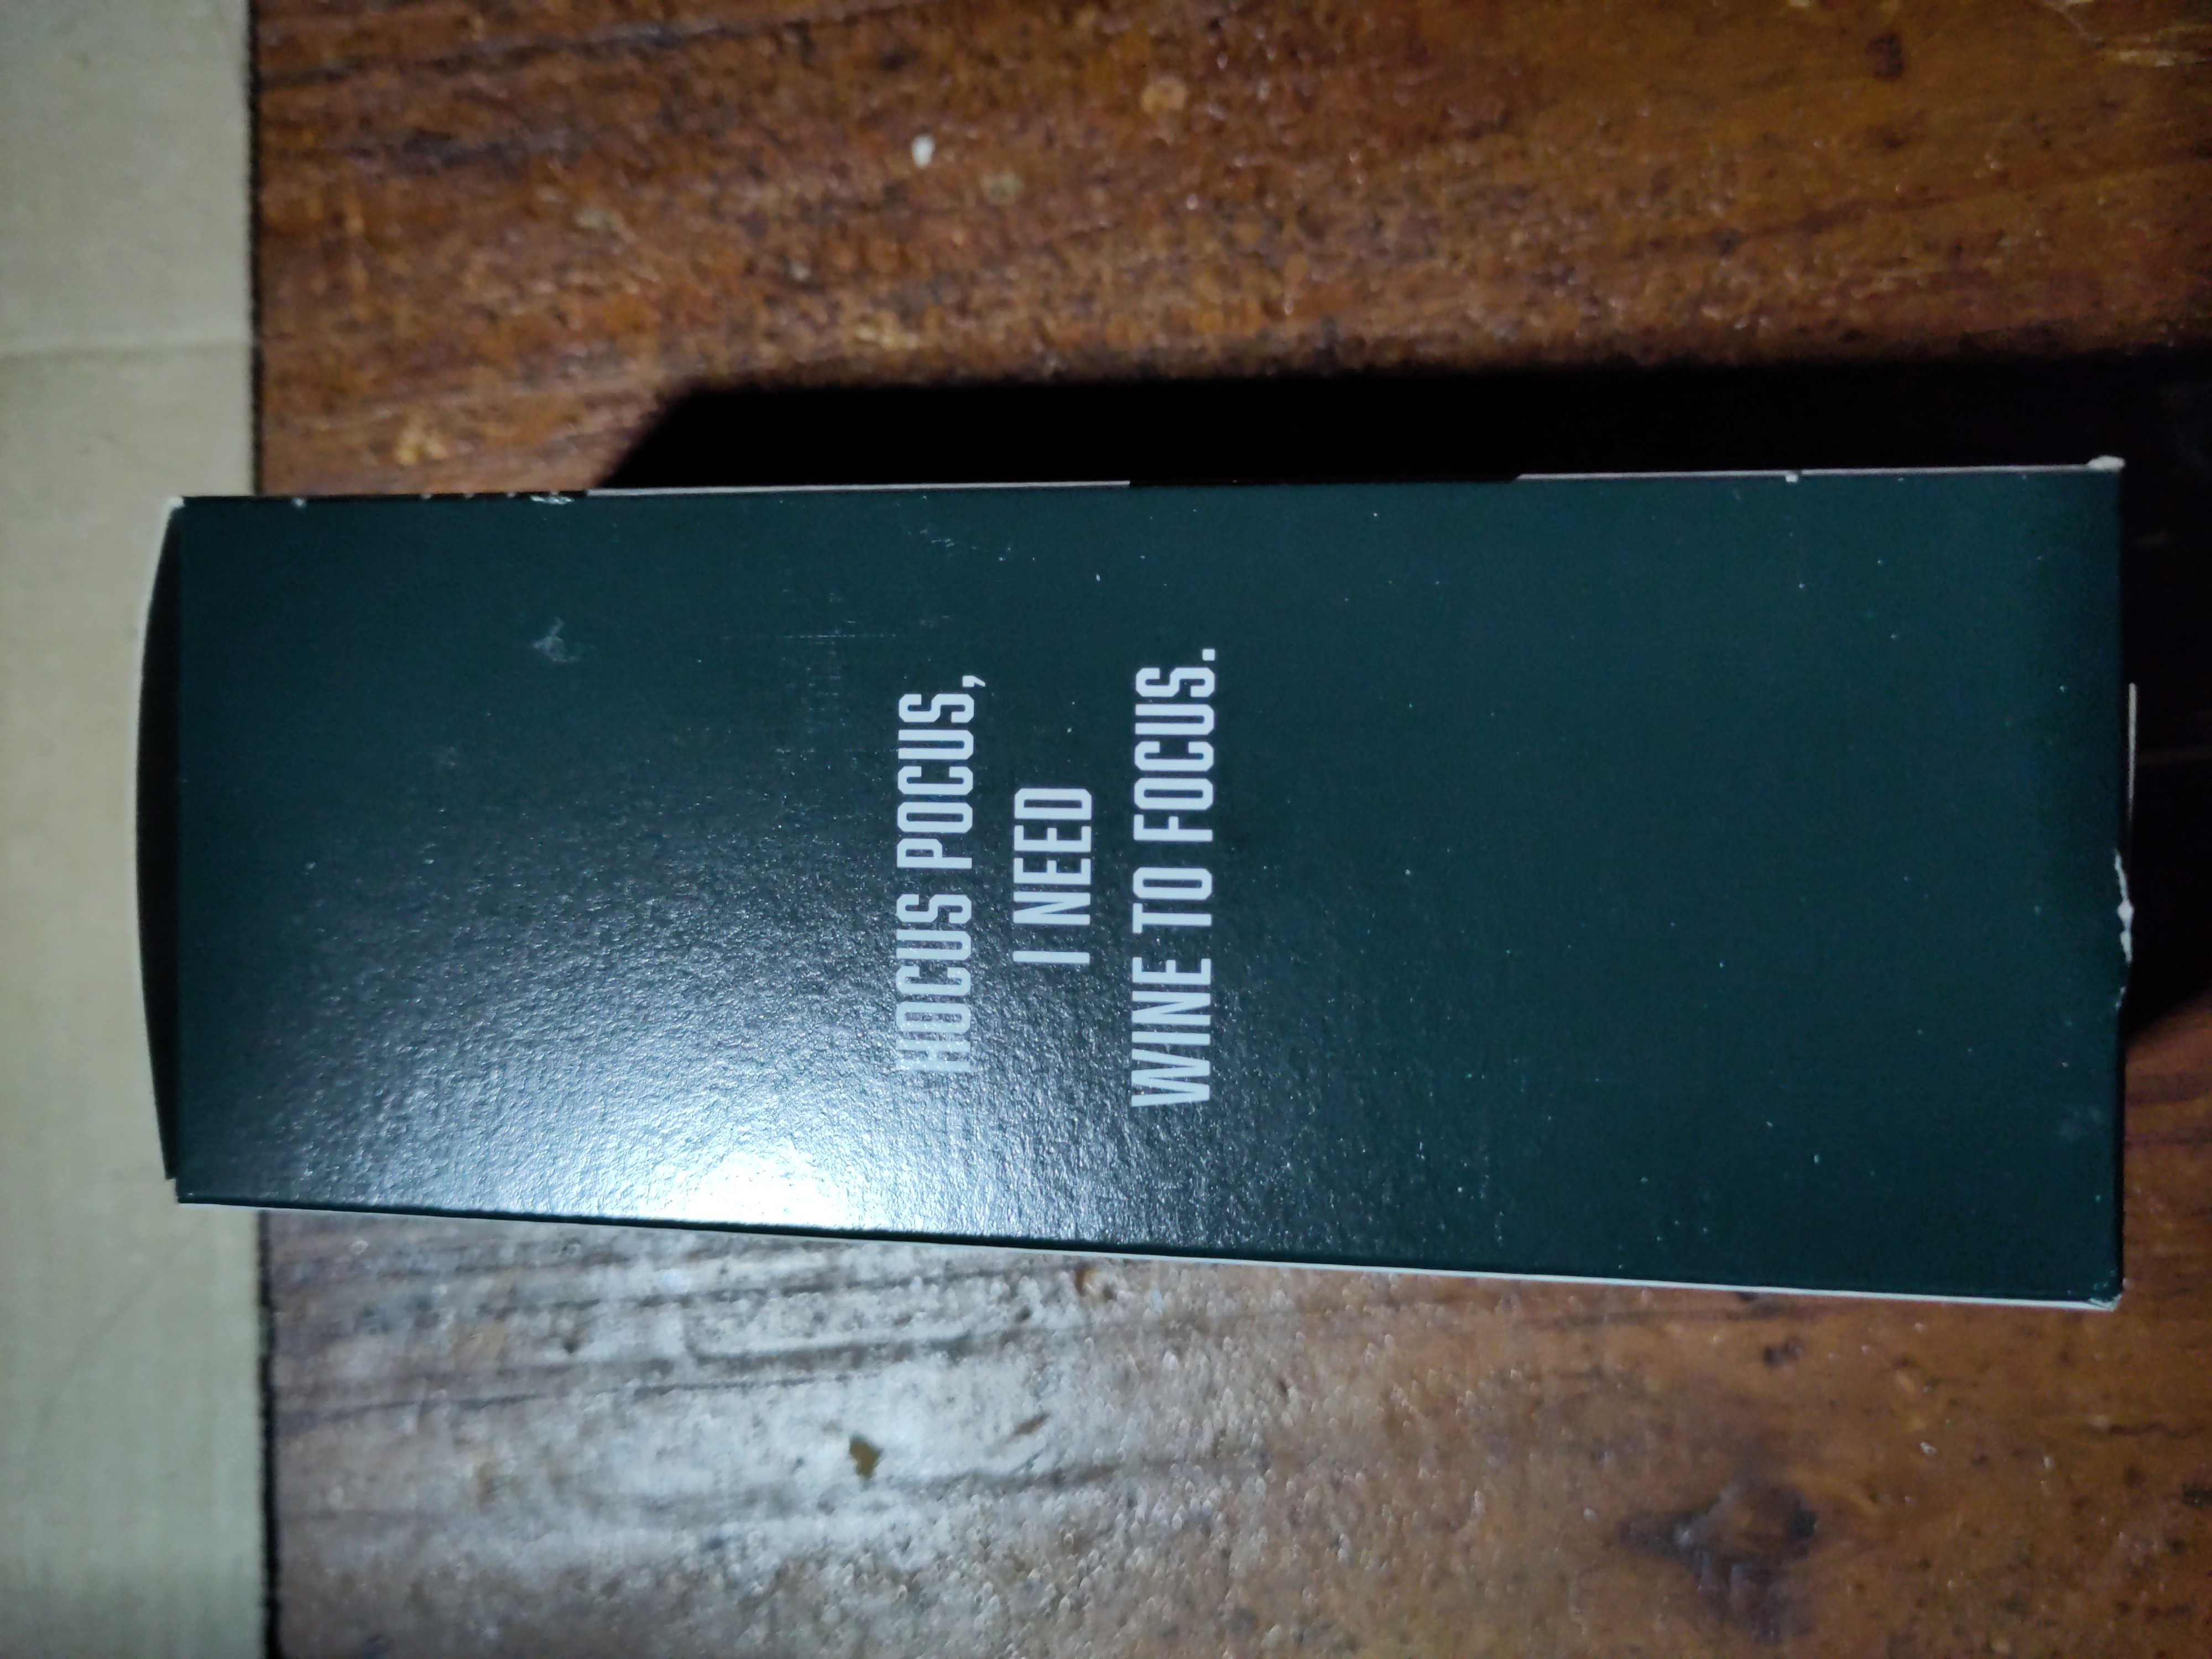 HOCUS POCUS,
I NEED
WINE TO FOCUS.